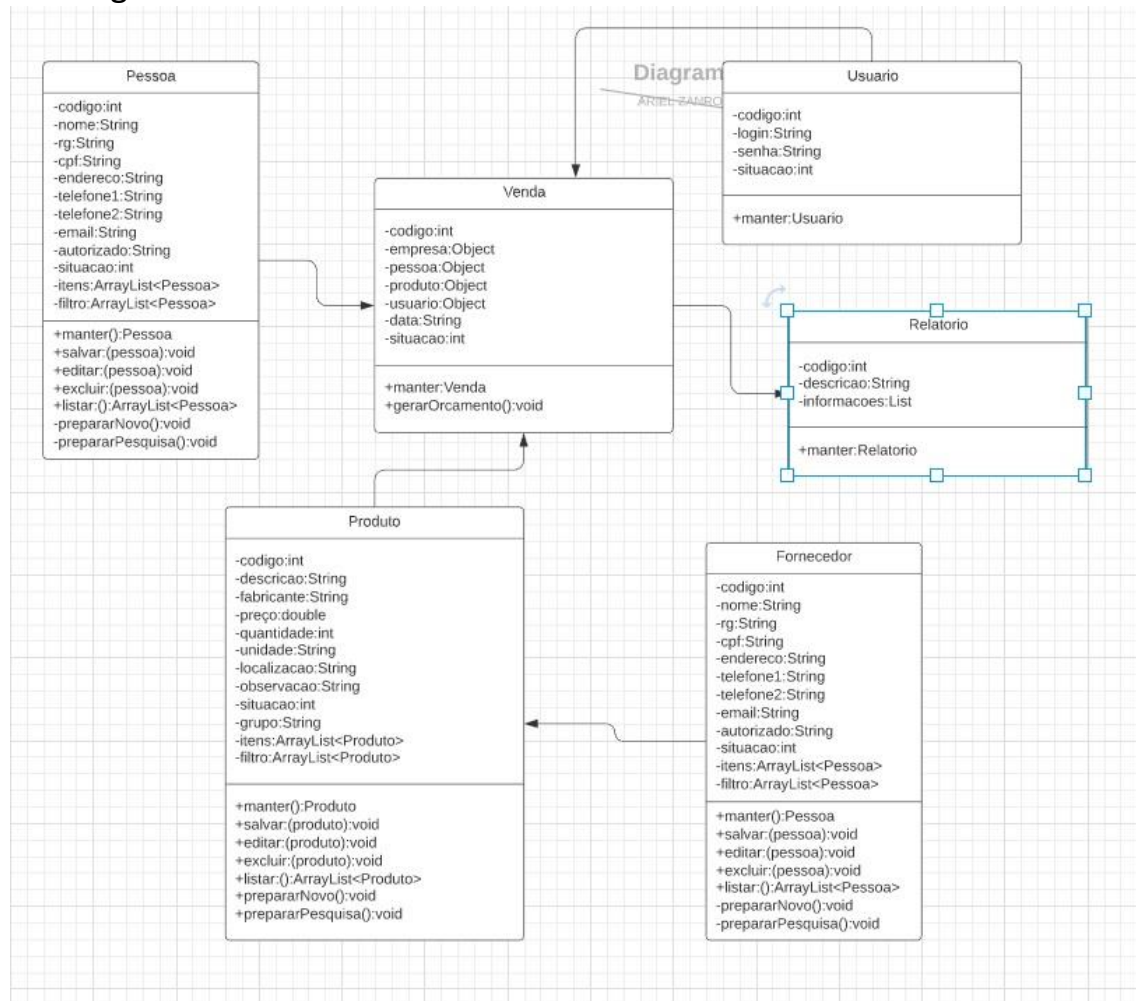 Pessoa
-codigo:int
-nome:String
-rg:String
-cpf:String
-endereco:String
-telefone1:String
-telefone2:String
-email:String
-autorizado:String
-situacao:int
-itens:ArrayList<Pessoa>
-filtro:ArrayList<Pessoa>
+manter():Pessoa
+salvar:(pessoa):void
+editar:(pessoa):void
+excluir:(pessoa):void
+listar:():ArrayList<Pessoa>
-prepararNovo():void
-prepararPesquisa():void
Diagram
ARIEL ZAMBO
Usuario
-codigo:int
-login:String
-senha:String
-situacao:int
+manter:Usuario
Venda
-codigo:int
-empresa:Object
-pessoa:Object
-produto:Object
-usuario:Object
-data:String
-situacao:int
+manter:Venda
+gerarOrcamento():void
Relatorio
-codigo:int
-descricao:String
-informacoes:List
+manter:Relatorio
Produto
-codigo:int
-descricao:String
-fabricante:String
-preço:double
-quantidade:int
-unidade:String
-localizacao:String
-observacao:String
-situacao:int
-grupo:String
-itens:ArrayList<Produto>
-filtro:ArrayList<Produto>
+manter():Produto
+salvar:(produto):void
+editar:(produto):void
+excluir:(produto):void
+listar:():ArrayList<Produto>
+prepararNovo():void
+prepararPesquisa():void
Fornecedor
-codigo:int
-nome:String
-rg:String
-cpf:String
-endereco:String
-telefone1:String
-telefone2:String
-email:String
-autorizado:String
-situacao:int
-itens:ArrayList<Pessoa>
-filtro:ArrayList<Pessoa>
+manter():Pessoa
+salvar:(pessoa):void
+editar:(pessoa):void
+excluir:(pessoa):void
+listar:():ArrayList<Pessoa>
-prepararNovo():void
-prepararPesquisa():void